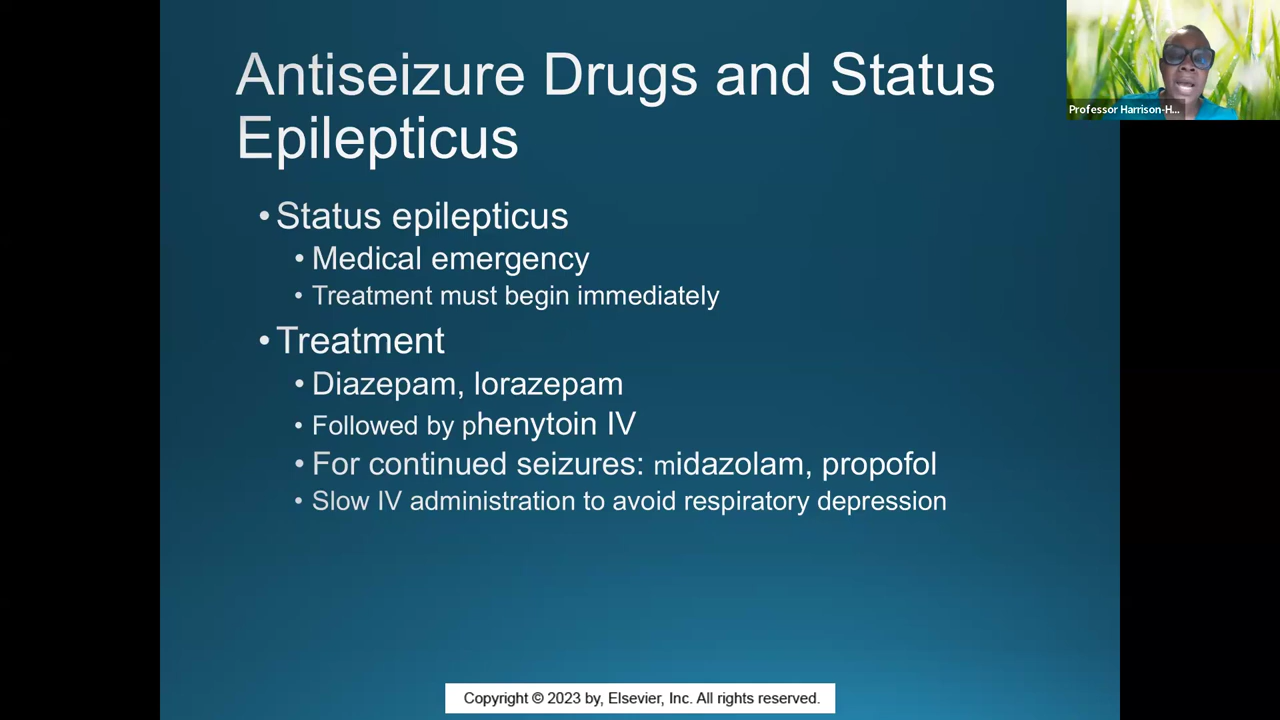 Antiseizure Drugs and Status
Epilepticus
Professor Harrison-H...
• Status epilepticus
• Medical emergency
• Treatment must begin immediately
• Treatment
• Diazepam, lorazepam
• Followed by phenytoin IV
• For continued seizures: midazolam, propofol
• Slow IV administration to avoid respiratory depression
Copyright © 2023 by, Elsevier, Inc. All rights reserved.